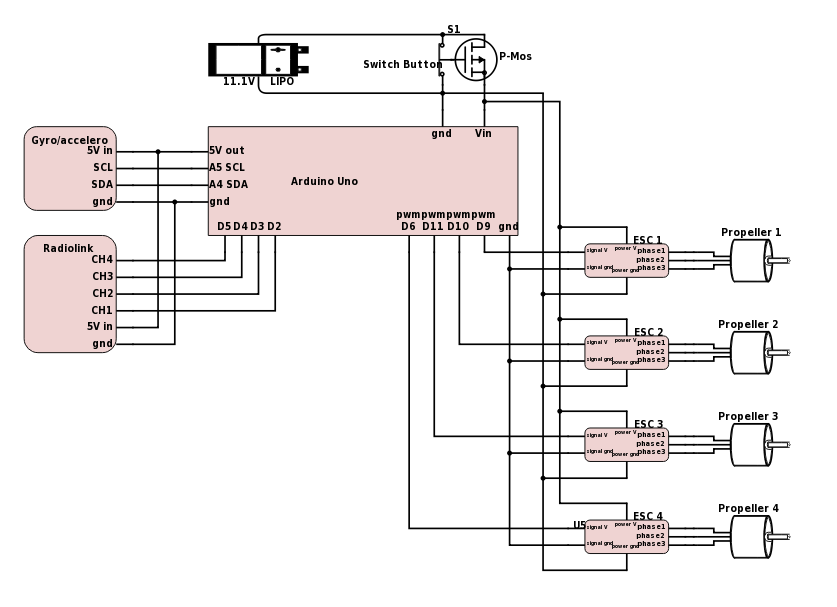 S1
P-Mos
Switch Button
11.1V LIPO
gnd Vin
Gyro/accelero
5V in
SCL
SDA
gnd
5V out
A5 SCL
A4 SDA
gnd
Arduino Uno
pwm pwm pwm pwm
D5 D4 D3 D2 D6 D11 D10 D9 gnd
Radiolink
CH4
CH3
CH2
CH1
5V in
gnd
ESC 1
signal V power V phase1
phase2
signal gnd power gnd phase3
Propeller 1
ESC 2
signal V power V phase1
phase2
signal gnd power gnd phase3
Propeller 2
ESC 3
signal V power V phase1
phase2
signal gnd power gnd phase3
Propeller 3
ESC 4
U5
signal V power V phase1
phase2
signal gnd power gnd phase3
Propeller 4